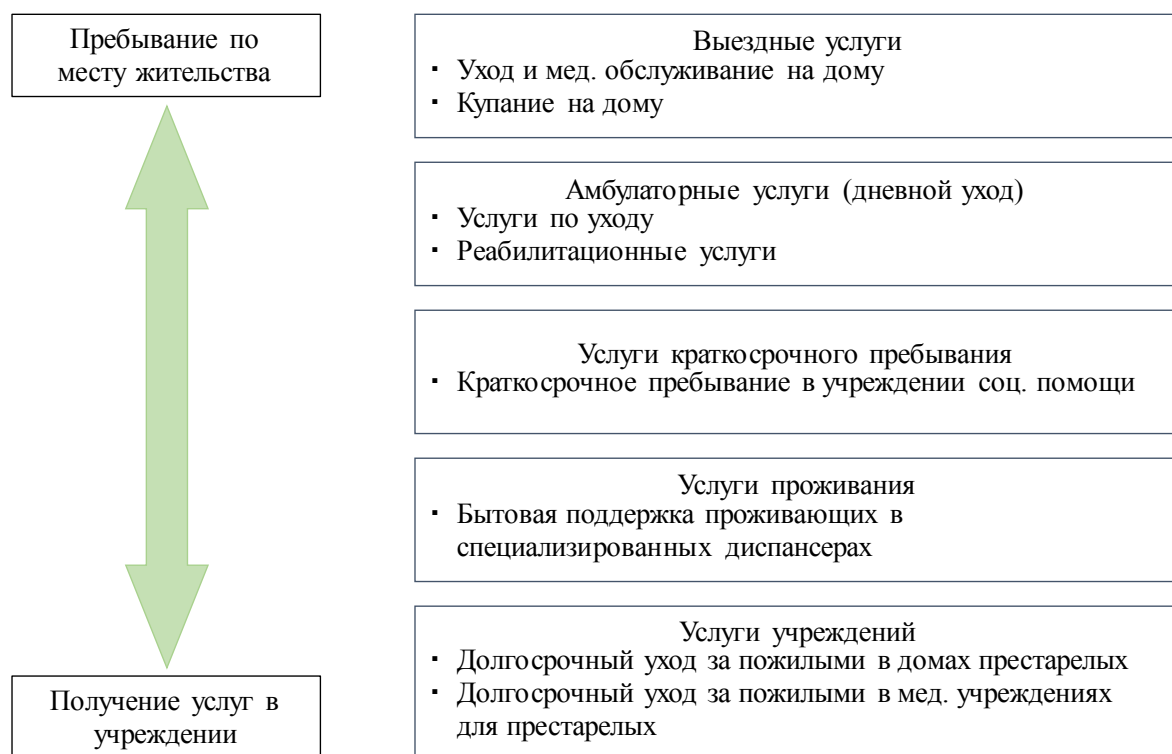 Пребывание по
месту жительства
Выездные услуги
▪ Уход и мед. обслуживание на дому
▪ Купание на дому
Амбулаторные услуги (дневной уход)
▪ Услуги по уходу
▪ Реабилитационные услуги
Услуги краткосрочного пребывания
▪ Краткосрочное пребывание в учреждении соц. помощи
Услуги проживания
▪ Бытовая поддержка проживающих в
специализированных диспансерах
Услуги учреждений
▪ Долгосрочный уход за пожилыми в домах престарелых
▪ Долгосрочный уход за пожилыми в мед. учреждениях
для престарелых
Получение услуг в
учреждении